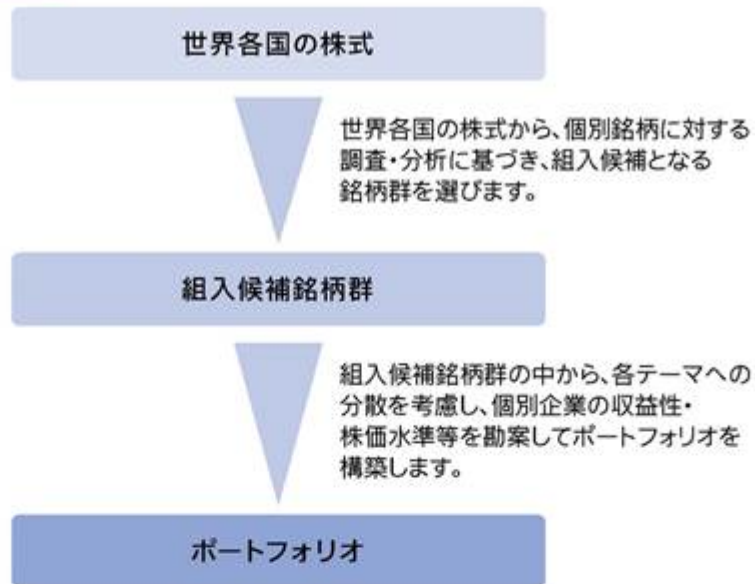 世界各国の株式
世界各国の株式から、個別銘柄に対する
調査・分析に基づき、組入候補となる
銘柄群を選びます。
組入候補銘柄群
組入候補銘柄群の中から、各テーマへの
分散を考慮し、個別企業の収益性・
株価水準等を勘案してポートフォリオを
構築します。
ポートフォリオ